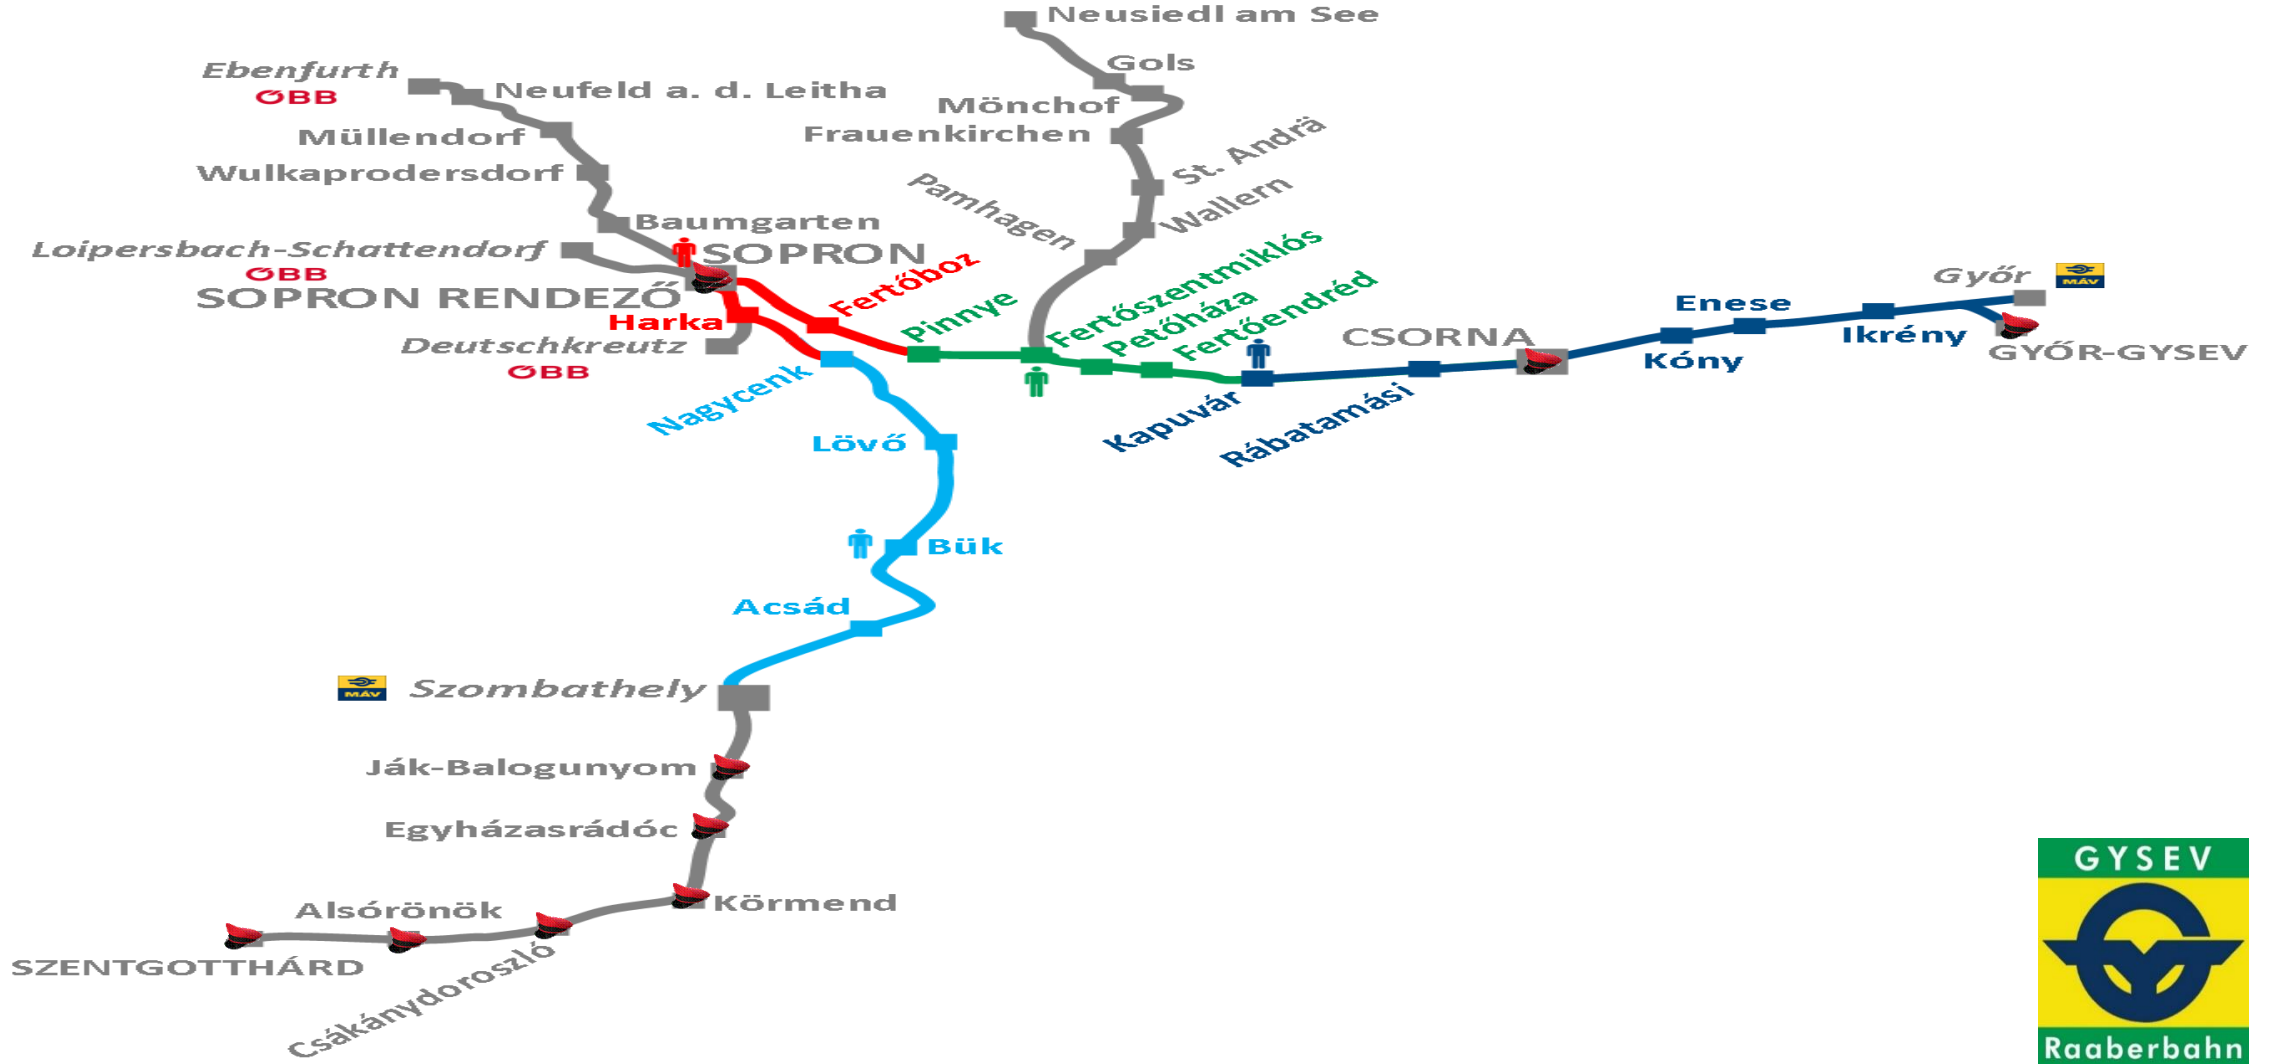 Neusiedl am See
Gols
Ebenfurth
ÖBB
Neufeld a. d. Leitha
Mönchof
Müllendorf
Frauenkirchen
St. Andrä
Wulkaprodersdorf
Pamhagen
Wallern
Baumgarten
Loipersbach-Schattendorf
ÖBB
SOPRON
SOPRON RENDEZŐ
Fertőboz
Fertőszentmiklós
Győr
MÁV
Harka
Pinnye
Petőháza
Fertőendréd
Enese
Deutschkreutz
ÖBB
CSORNA
Ikrény
GYŐR-GYSEV
Kóny
Nagycenk
Kapuvár
Rábatamási
Lövő
Bük
Acsád
MÁV
Szombathely
Ják-Balogunyom
Egyházasrádóc
Körmend
Alsórönök
SZENTGOTTHÁRD
Csákánydoroszló
GYSEV
Raaberbahn